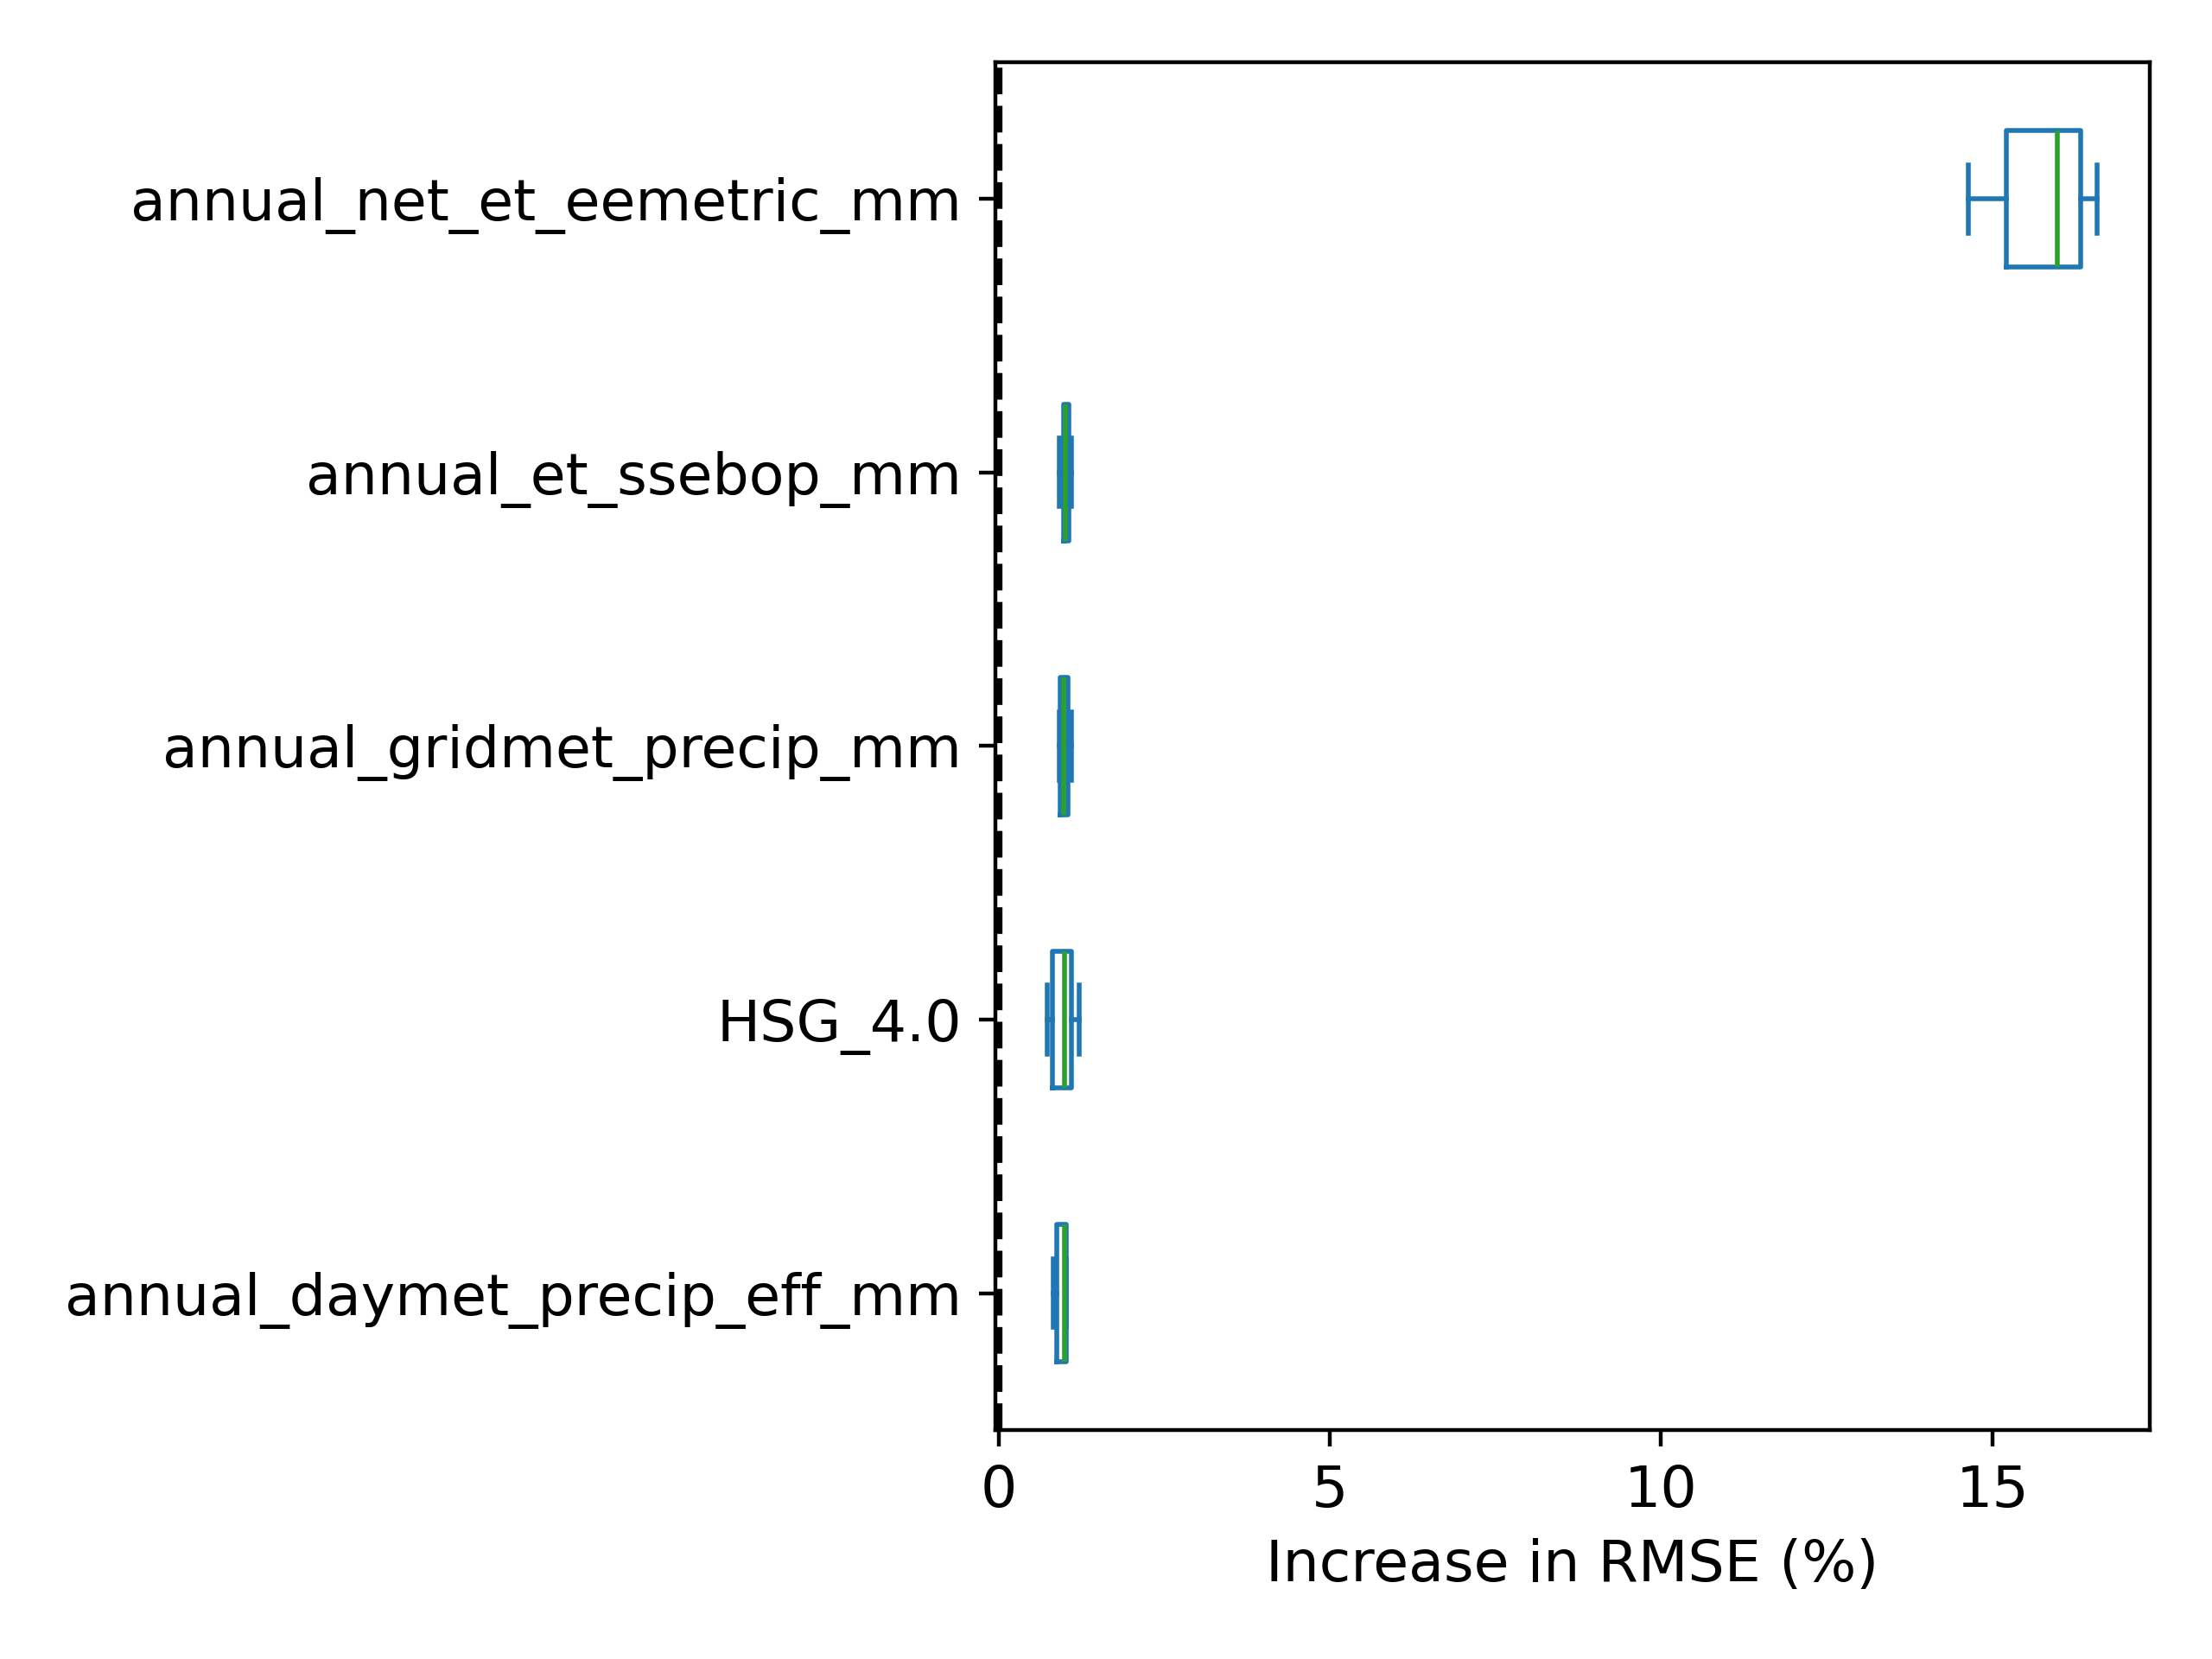 annual_net_et_eemetric_mm
annual_et_ssebop_mm
annual_gridmet_precip_mm
HSG_4.0
annual_daymet_precip_eff_mm
0 5 10 15
Increase in RMSE (%)